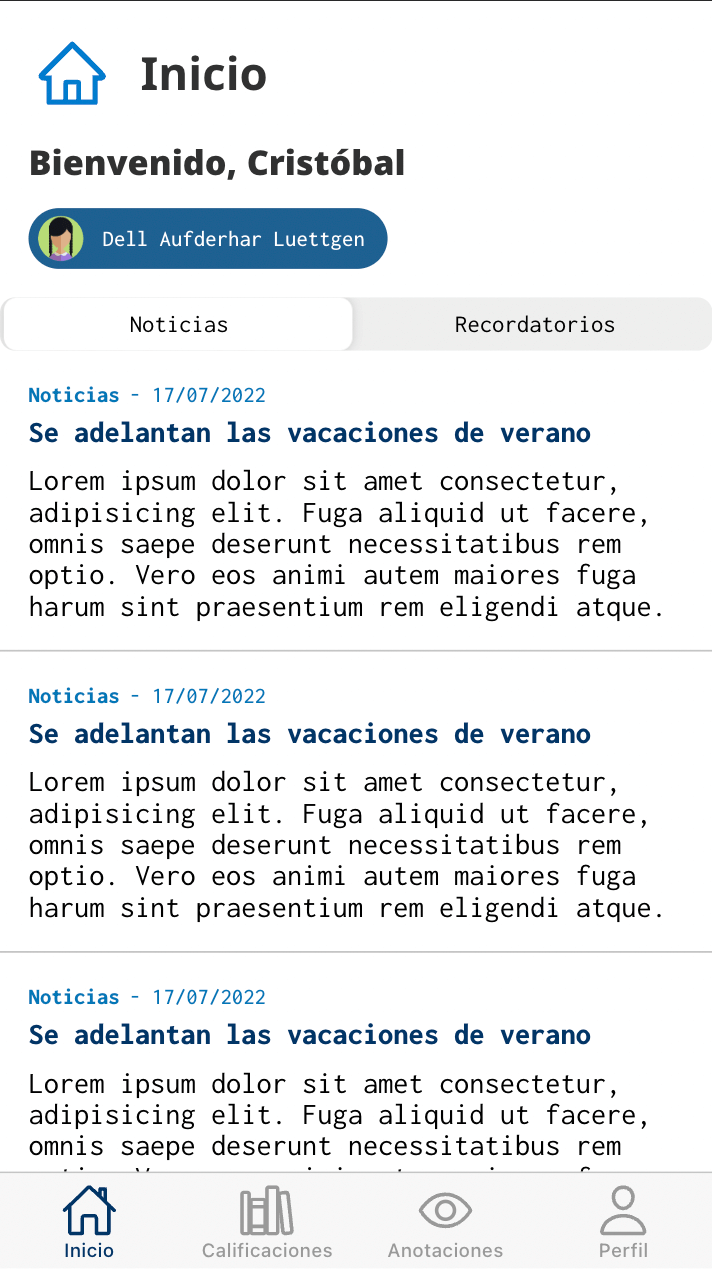 Inicio
Bienvenido, Cristóbal
Dell Aufderhar Luettgen
Noticias
Recordatorios
Noticias - 17/07/2022
Se adelantan las vacaciones de verano
Lorem ipsum dolor sit amet consectetur,
adipisicing elit. Fuga aliquid ut facere,
omnis saepe deserunt necessitatibus rem
optio. Vero eos animi autem maiores fuga
harum sint praesentium rem eligendi atque.
Noticias - 17/07/2022
Se adelantan las vacaciones de verano
Lorem ipsum dolor sit amet consectetur,
adipisicing elit. Fuga aliquid ut facere,
omnis saepe deserunt necessitatibus rem
optio. Vero eos animi autem maiores fuga
harum sint praesentium rem eligendi atque.
Noticias - 17/07/2022
Se adelantan las vacaciones de verano
Lorem ipsum dolor sit amet consectetur,
adipisicing elit. Fuga aliquid ut facere,
omnis saepe deserunt necessitatibus rem
Inicio
Calificaciones
Anotaciones
Perfil